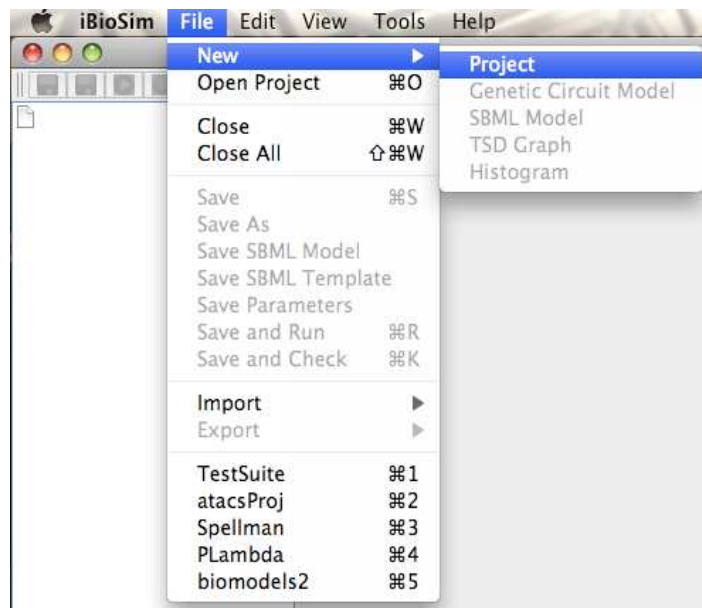 iBioSim File Edit View Tools Help
New
Open Project ⌘O
Close ⌘W
Close All ⇧⌘W
Save ⌘S
Save As
Save SBML Model
Save SBML Template
Save Parameters
Save and Run ⌘R
Save and Check ⌘K
Import
Export
TestSuite ⌘1
atacsProj ⌘2
Spellman ⌘3
PLambda ⌘4
biomodels2 ⌘5
Project
Genetic Circuit Model
SBML Model
TSD Graph
Histogram